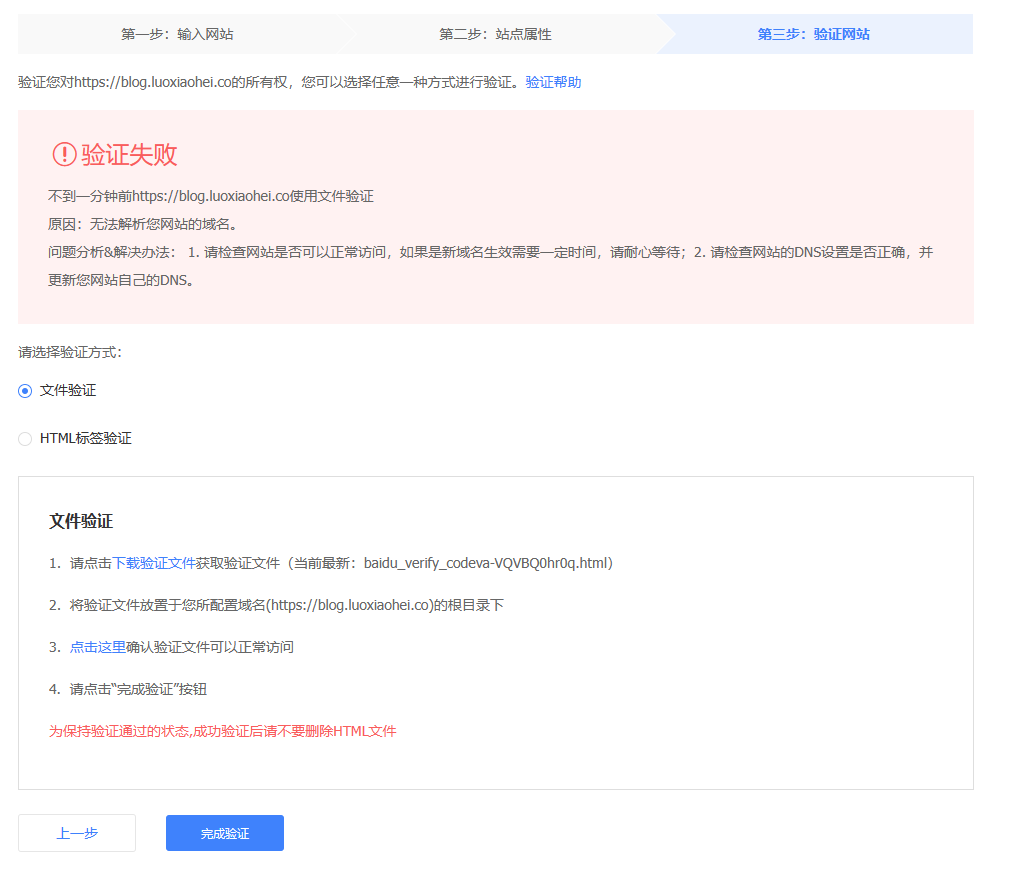 第一步：输入网站
第二步：站点属性
第三步：验证网站
验证您对https://blog.luoxiaohei.co的所有权，您可以选择任意一种方式进行验证。验证帮助
验证失败
不到一分钟前https://blog.luoxiaohei.co使用文件验证
原因：无法解析您网站的域名。
问题分析&解决办法： 1. 请检查网站是否可以正常访问，如果是新域名生效需要一定时间，请耐心等待；2. 请检查网站的DNS设置是否正确，并
更新您网站自己的DNS。
请选择验证方式：
文件验证
HTML标签验证
文件验证
1. 请点击下载验证文件获取验证文件（当前最新：baidu_verify_codeva-VQVBQ0hr0q.html）
2. 将验证文件放置于您所配置域名(https://blog.luoxiaohei.co)的根目录下
3. 点击这里确认验证文件可以正常访问
4. 请点击“完成验证”按钮
为保持验证通过的状态,成功验证后请不要删除HTML文件
上一步
完成验证